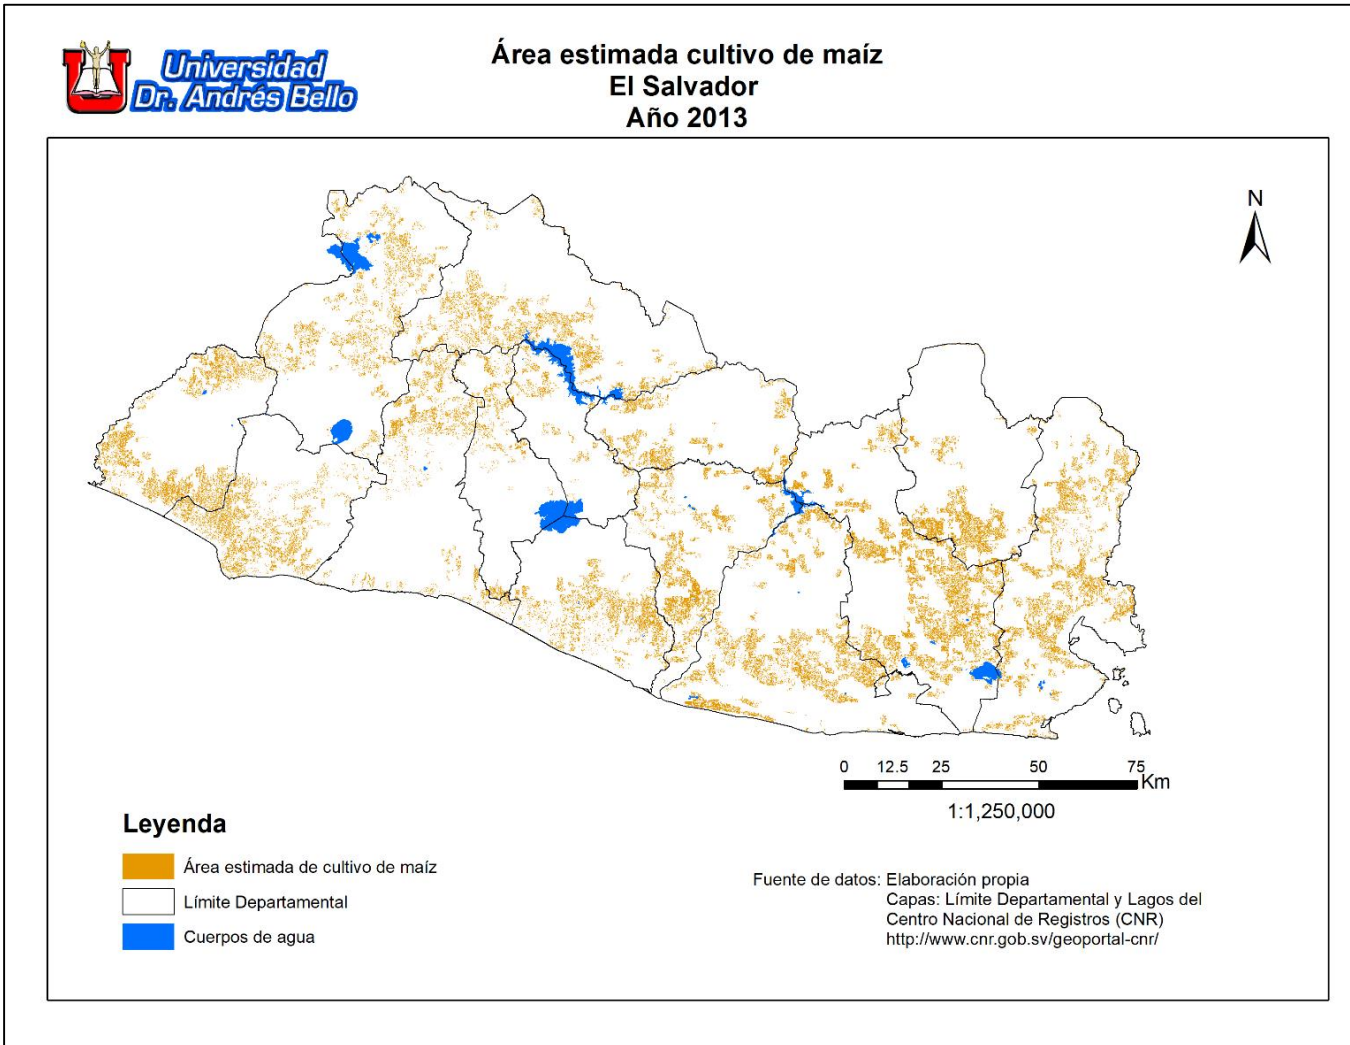 Universidad
Dr. Andrés Bello
Área estimada cultivo de maíz
El Salvador
Año 2013
N
0 12.5 25 50 75
Km
1:1,250,000
Leyenda
Área estimada de cultivo de maíz
Límite Departamental
Cuerpos de agua
Fuente de datos: Elaboración propia
Capas: Límite Departamental y Lagos del
Centro Nacional de Registros (CNR)
http://www.cnr.gob.sv/geoportal-cnr/